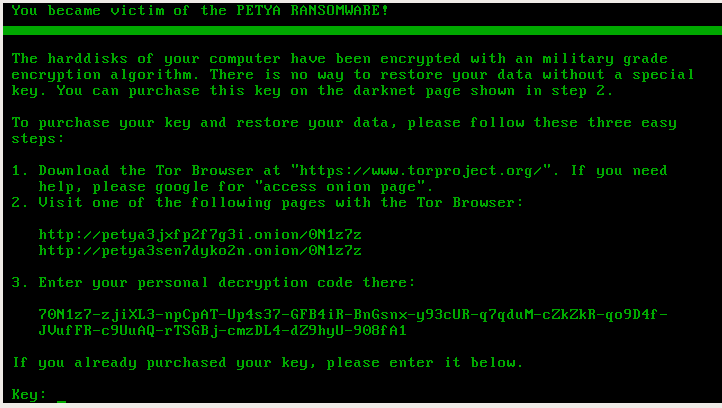 You became victim of the PETYA RANSOMWARE!
The harddisks of your computer have been encrypted with an military grade
encryption algorithm. There is no way to restore your data without a special
key. You can purchase this key on the darknet page shown in step 2.
To purchase your key and restore your data, please follow these three easy
steps:
1. Download the Tor Browser at "https://www.torproject.org/". If you need
help, please google for "access onion page".
2. Visit one of the following pages with the Tor Browser:
http://petya3jxfp2f7g3i.onion/0N1z7z
http://petya3sen7dyko2n.onion/0N1z7z
3. Enter your personal decryption code there:
70N1z7-zjiXL3-npCpAT-Up4s37-GFB4iR-BnGsnx-y93cUR-q7qduM-cZkZkR-qo9D4f-
JVufFR-c9UuAQ-rTSGBj-cmzDL4-dZ9hyU-908fA1
If you already purchased your key, please enter it below.
Key: _